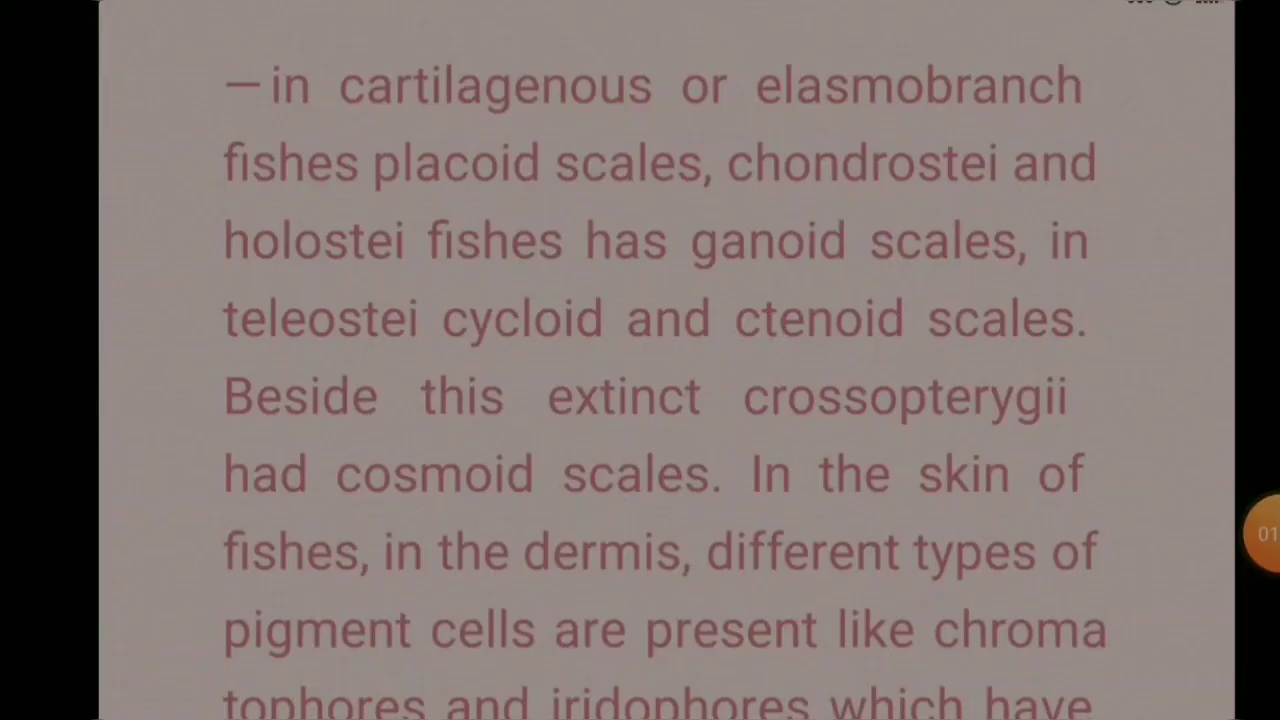 — in cartilagenous or elasmobranch
fishes placoid scales, chondrostei and
holostei fishes has ganoid scales, in
teleostei cycloid and ctenoid scales.
Beside this extinct crossopterygii
had cosmoid scales. In the skin of
fishes, in the dermis, different types of
pigment cells are present like chroma
tophores and iridophores which have
01